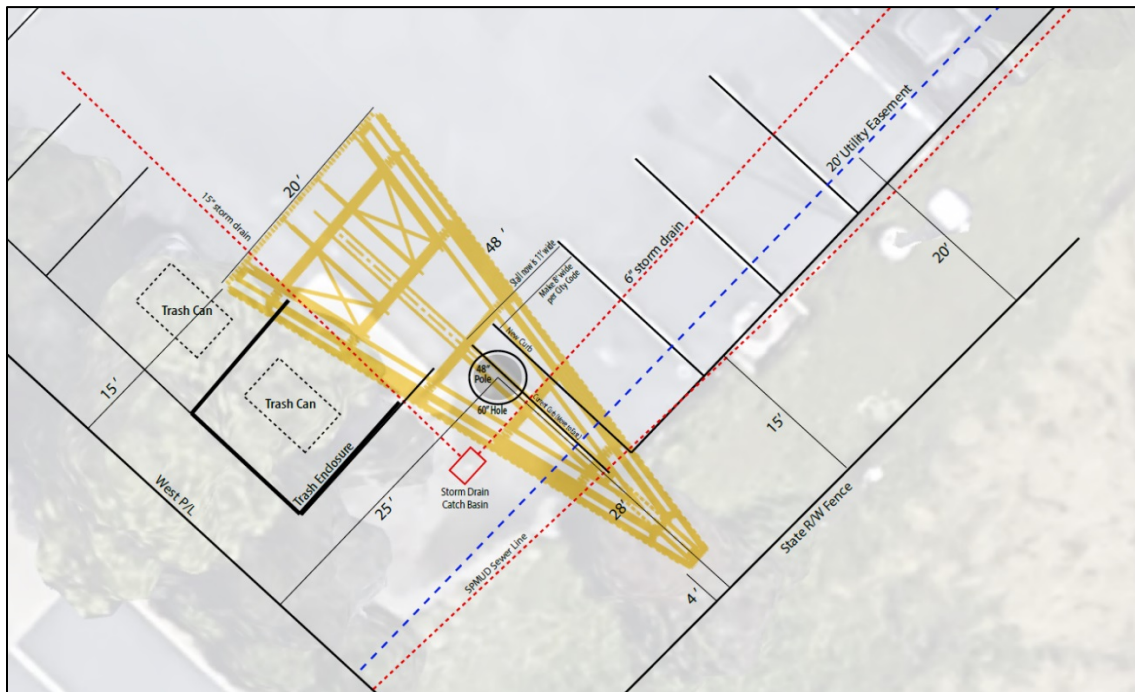 20' Utility Easement
15" storm drain
20'
48 '
6" storm drain
20'
Stall now is 11' wide
Make 8' wide
per City Code
Trash Can
New Curb
48"
Pole
60" Hole
15'
Trash Can
Trash Enclosure
15'
West P/L
25'
Storm Drain
Catch Basin
28'
State R/W Fence
SPMUD Sewer Line
4'